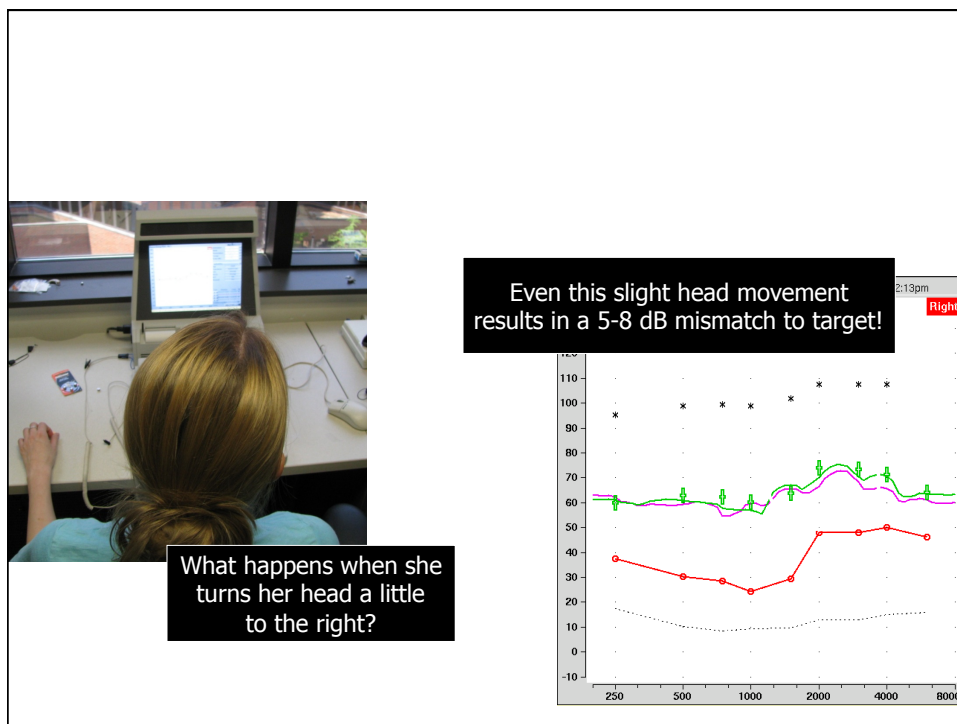 Even this slight head movement
results in a 5-8 dB mismatch to target!
2:13pm
Right
110
100
90
80
70
60
50
40
30
20
10
0
-10
250 500 1000 2000 4000 8000
What happens when she
turns her head a little
to the right?